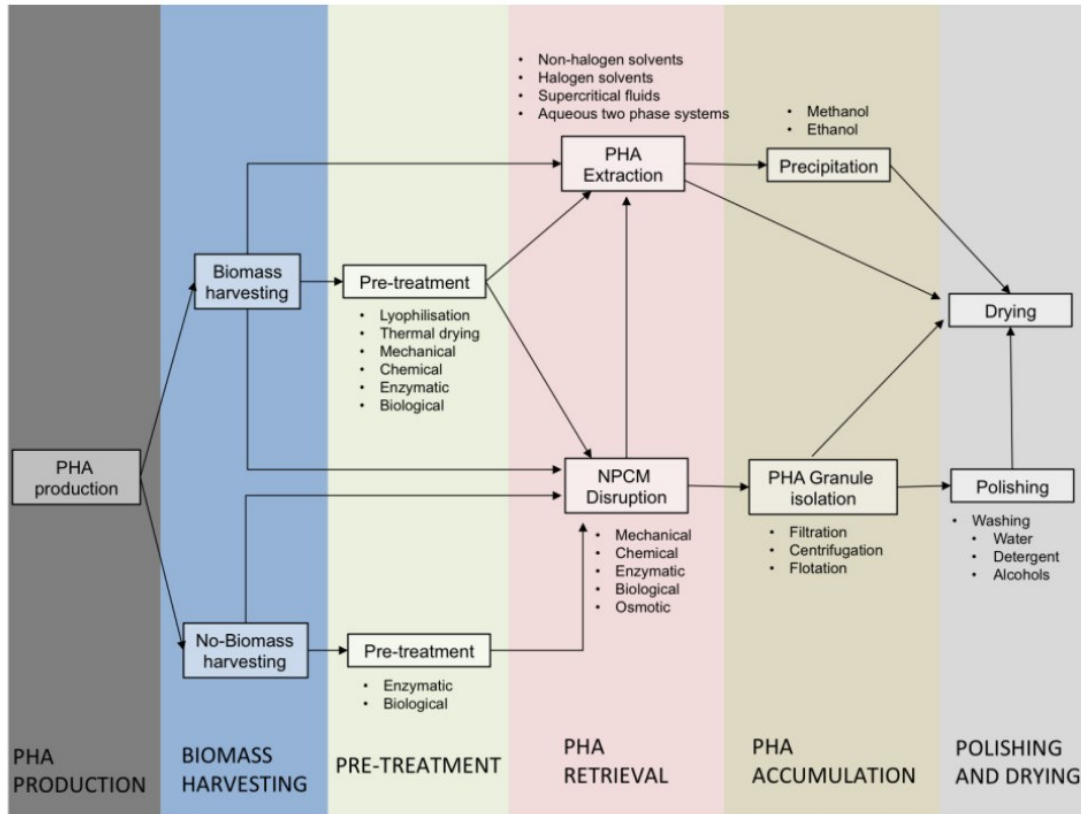 • Non-halogen solvents
• Halogen solvents
• Supercritical fluids
• Aqueous two phase systems
PHA
Extraction
• Methanol
• Ethanol
Precipitation
Biomass
harvesting
Pre-treatment
• Lyophilisation
• Thermal drying
• Mechanical
• Chemical
• Enzymatic
• Biological
Drying
PHA
production
NPCM
Disruption
• Mechanical
• Chemical
• Enzymatic
• Biological
• Osmotic
PHA Granule
isolation
• Filtration
• Centrifugation
• Flotation
Polishing
• Washing
• Water
• Detergent
• Alcohols
No-Biomass
harvesting
Pre-treatment
• Enzymatic
• Biological
PHA
PRODUCTION
BIOMASS
HARVESTING
PRE-TREATMENT
PHA
RETRIEVAL
PHA
ACCUMULATION
POLISHING
AND DRYING